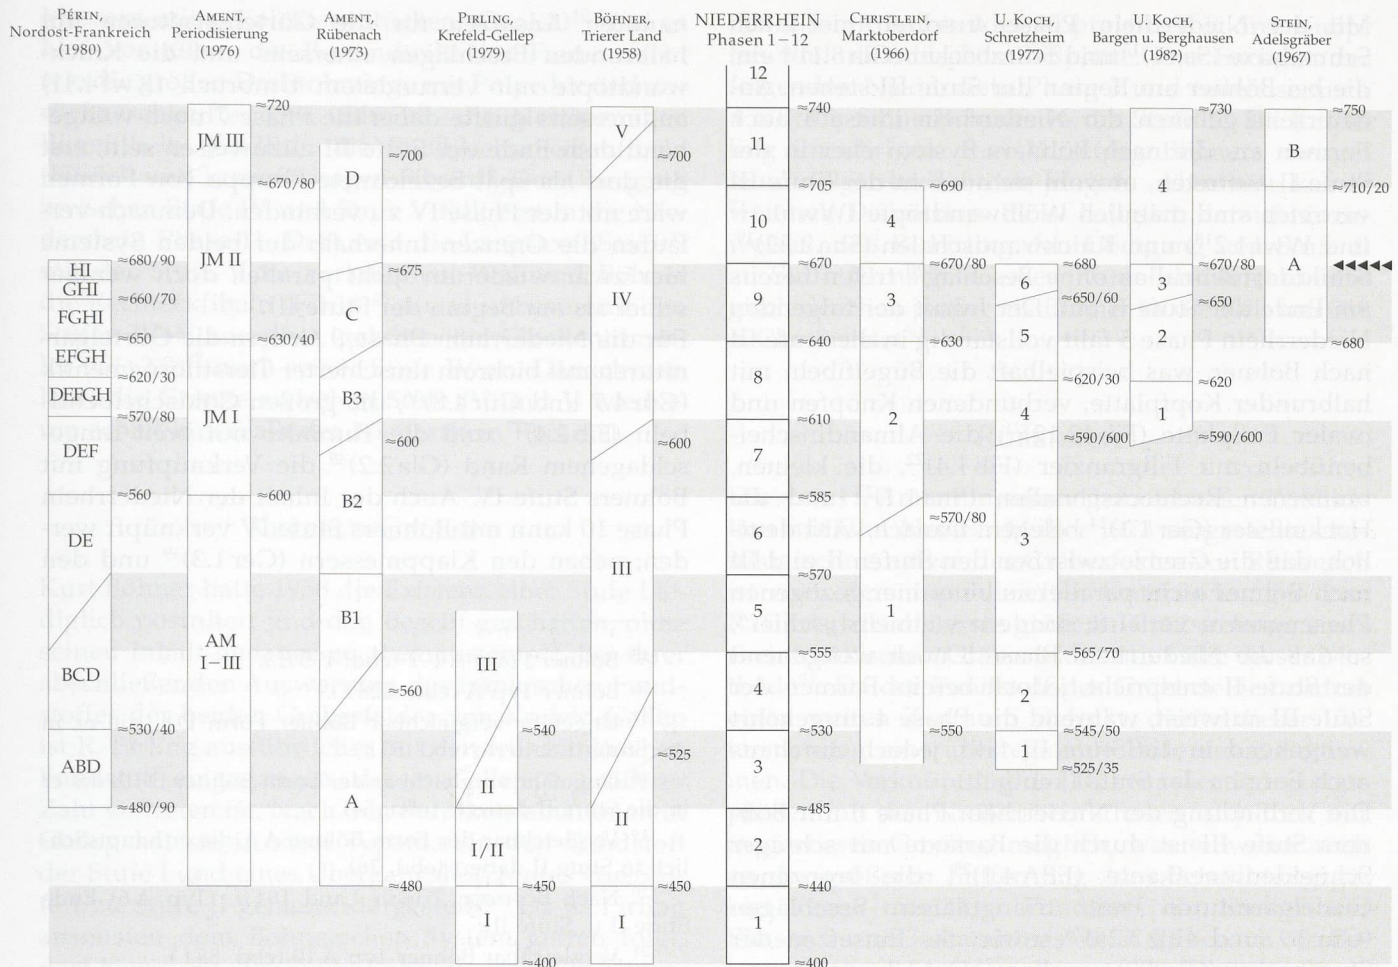 PÉRIN,
Nordost-Frankreich
(1980)
≈680/90
HI
GHI
≈660/70
FGHI
≈650
EFGH
≈620/30
DEFGH
≈570/80
DEF
≈560
DE
BCD
≈530/40
ABD
≈480/90
AMENT,
Periodisierung
(1976)
≈720
JM III
≈670/80
JM II
≈630/40
JM I
≈600
AM
I–III
AMENT,
Rübenach
(1973)
≈700
D
≈675
C
B3
≈600
B2
B1
≈560
A
≈480
PIRLING,
Krefeld-Gellep
(1979)
III
≈540
II
I/II
≈450
I
≈400
BÖHNER,
Trierer Land
(1958)
V
≈700
IV
≈600
III
≈525
II
≈450
I
NIEDERRHEIN
Phasen 1–12
12
≈740
11
≈705
10
≈670
9
≈640
8
≈610
7
≈585
6
≈570
5
≈555
4
≈530
3
≈485
2
≈440
1
≈400
CHRISTLEIN,
Marktoberdorf
(1966)
≈690
4
≈670/80
3
≈630
2
≈570/80
1
≈550
U. KOCH,
Schretzheim
(1977)
≈680
6
≈650/60
5
≈620/30
4
≈590/600
3
≈565/70
2
≈545/50
1
≈525/35
U. KOCH,
Bargen u. Berghausen
(1982)
≈730
4
≈670/80
3
≈650
2
≈620
1
≈590/600
STEIN,
Adelsgräber
(1967)
≈750
B
≈710/20
A
≈680